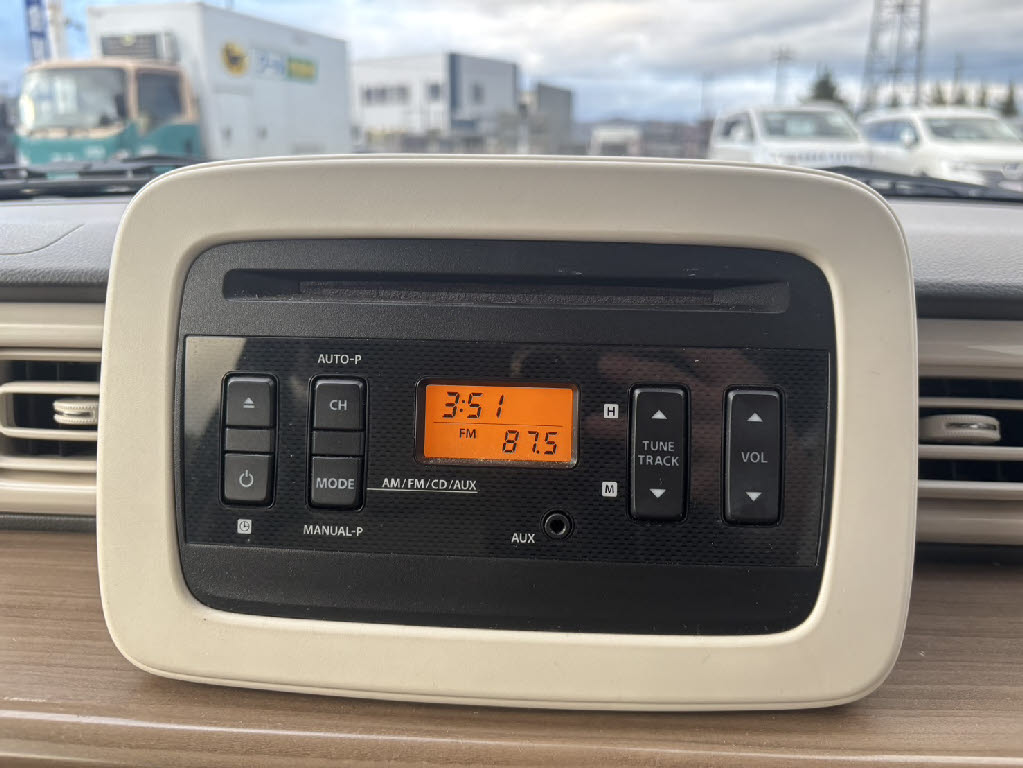 AUTO-P
CH
MODE
MANUAL-P
3:51
FM 87.5
AM/FM/CD/AUX
AUX
H
M
TUNE
TRACK
VOL